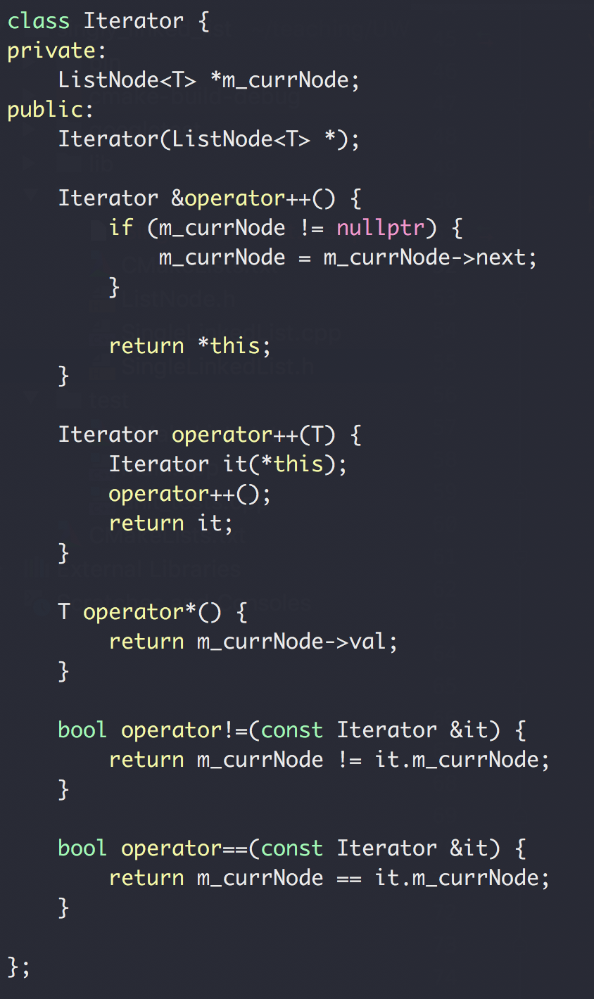 class Iterator {
private:
    ListNode<T> *m_currNode;
public:
    Iterator(ListNode<T> *);

    Iterator &operator++() {
        if (m_currNode != nullptr) {
            m_currNode = m_currNode->next;
        }

        return *this;
    }

    Iterator operator++(T) {
        Iterator it(*this);
        operator++();
        return it;
    }

    T operator*() {
        return m_currNode->val;
    }

    bool operator!=(const Iterator &it) {
        return m_currNode != it.m_currNode;
    }

    bool operator==(const Iterator &it) {
        return m_currNode == it.m_currNode;
    }

};